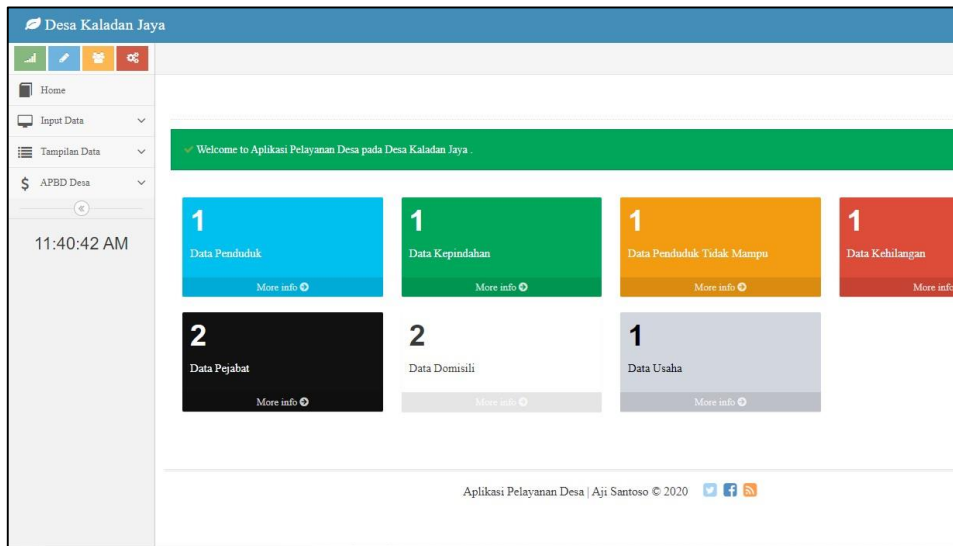 Desa Kaladan Jaya
Home
Input Data
Tampilan Data
$ APBD Desa
11:40:42 AM
Welcome to Aplikasi Pelayanan Desa pada Desa Kaladan Jaya .
1
Data Penduduk
More info
1
Data Kepindahan
More info
1
Data Penduduk Tidak Mampu
More info
1
Data Kehilangan
More info
2
Data Pejabat
More info
2
Data Domisili
More info
1
Data Usaha
More info
Aplikasi Pelayanan Desa | Aji Santoso © 2020